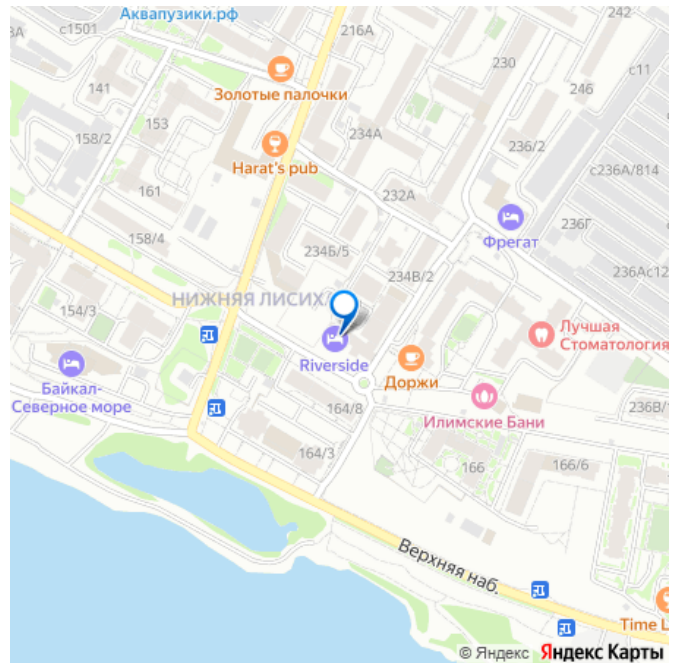 Аквапузики.рф
с1501
3А
216А
242
230
с11
141
246
Золотые палочки
153
158/2
234А
236/2
Harat's pub
с236А/814
161
232А
236Г
Фрегат
158/4
234Б/5
234В/2
236Ас12
НИЖНЯЯ ЛИСИХ
154/3
Лучшая
Стоматология
Riverside
Доржи
Байкал-
Северное море
164/8
Илимские Бани
236В/
164/3
166
166/6
Верхняя наб.
Time L
© Яндекс Яндекс Карты